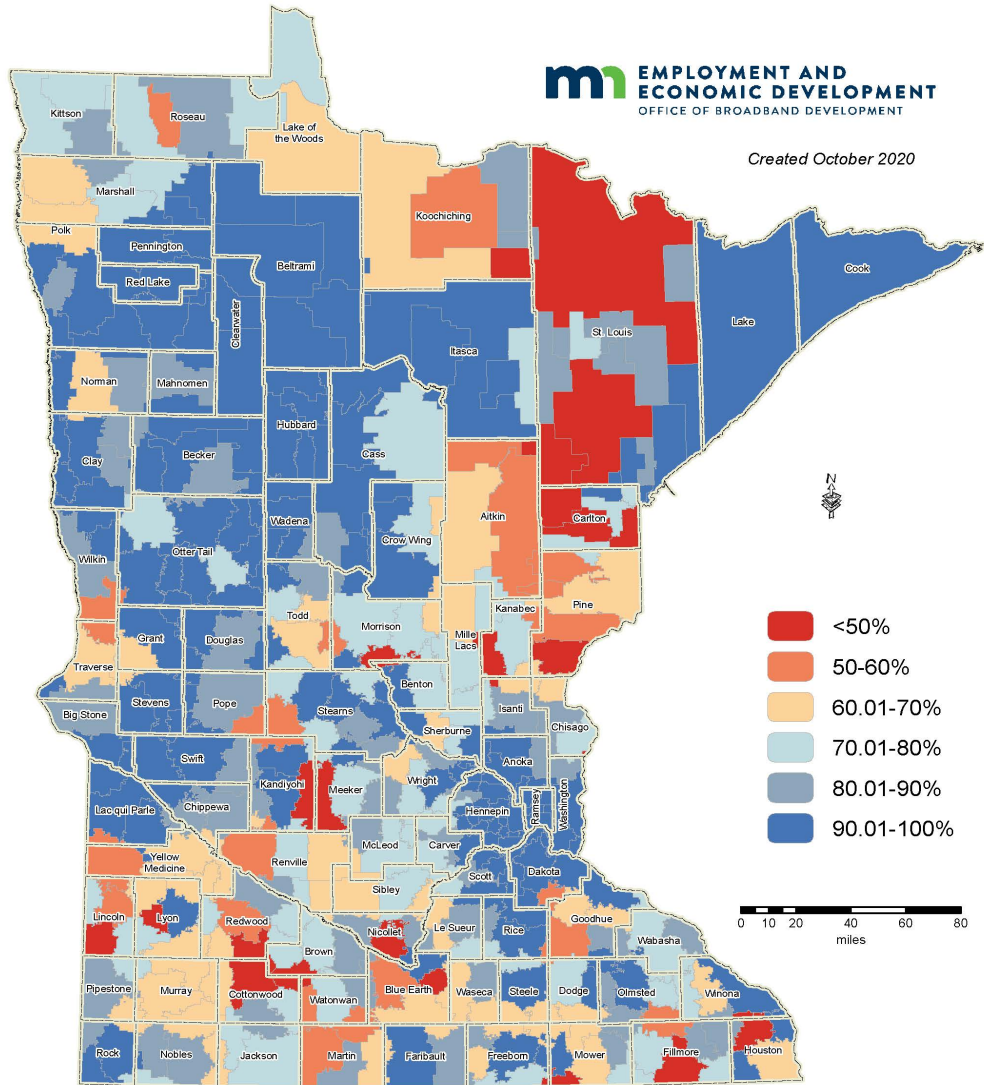 mn EMPLOYMENT AND
ECONOMIC DEVELOPMENT
OFFICE OF BROADBAND DEVELOPMENT
Created October 2020
Kittson
Roseau
Lake of
the Woods
Marshall
Koochiching
Polk
Pennington
Beltrami
Red Lake
Cook
Clearwater
Lake
St. Louis
Itasca
Norman
Mahnomen
Hubbard
Cass
Becker
Clay
N
Wadena
Aitkin
Carlton
Crow Wing
Otter Tail
Wilkin
Pine
Kanabec
Todd
Morrison
Mille
Lacs
Grant
Douglas
Traverse
Benton
Stevens
Pope
Stearns
Isanti
Big Stone
Sherburne
Chisago
Swift
Anoka
Kandiyohi
Meeker
Wright
Lac qui Parle
Chippewa
Hennepin
Ramsey
Washington
McLeod
Carver
Yellow
Medicine
Renville
Dakota
Scott
Sibley
Lincoln
Lyon
Redwood
Nicollet
Le Sueur
Rice
Goodhue
Wabasha
Brown
Pipestone
Murray
Cottonwood
Watonwan
Blue Earth
Waseca
Steele
Dodge
Olmsted
Winona
Rock
Nobles
Jackson
Martin
Faribault
Freeborn
Mower
Fillmore
Houston
<50%
50-60%
60.01-70%
70.01-80%
80.01-90%
90.01-100%
0 10 20 40 60 80
miles